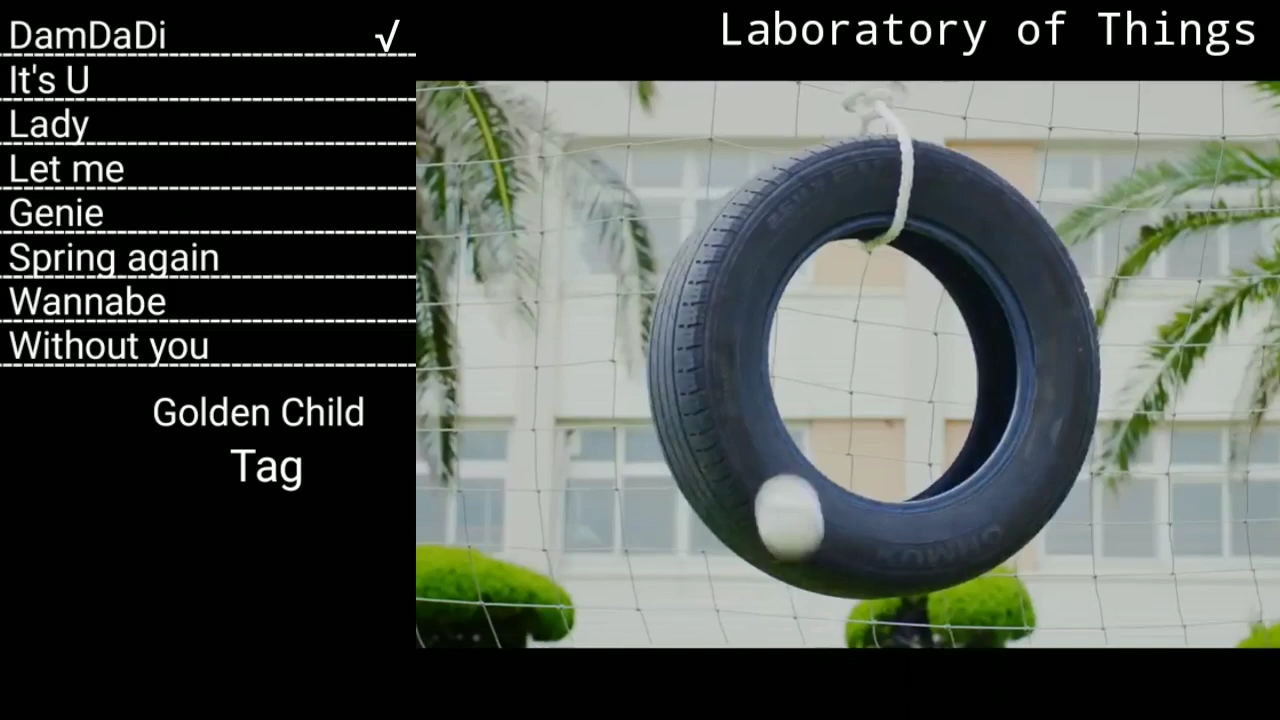 DamDaDi √
It's U
Lady
Let me
Genie
Spring again
Wannabe
Without you
Golden Child
Tag
Laboratory of Things